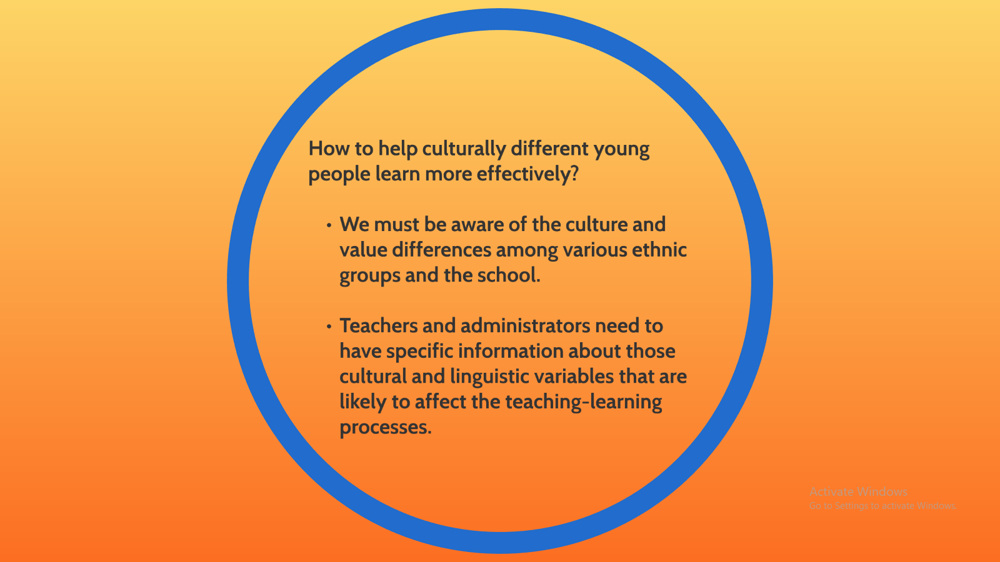 How to help culturally different young
people learn more effectively?
• We must be aware of the culture and
value differences among various ethnic
groups and the school.
• Teachers and administrators need to
have specific information about those
cultural and linguistic variables that are
likely to affect the teaching-learning
processes.
Activate Windows
Go to Settings to activate Windows.